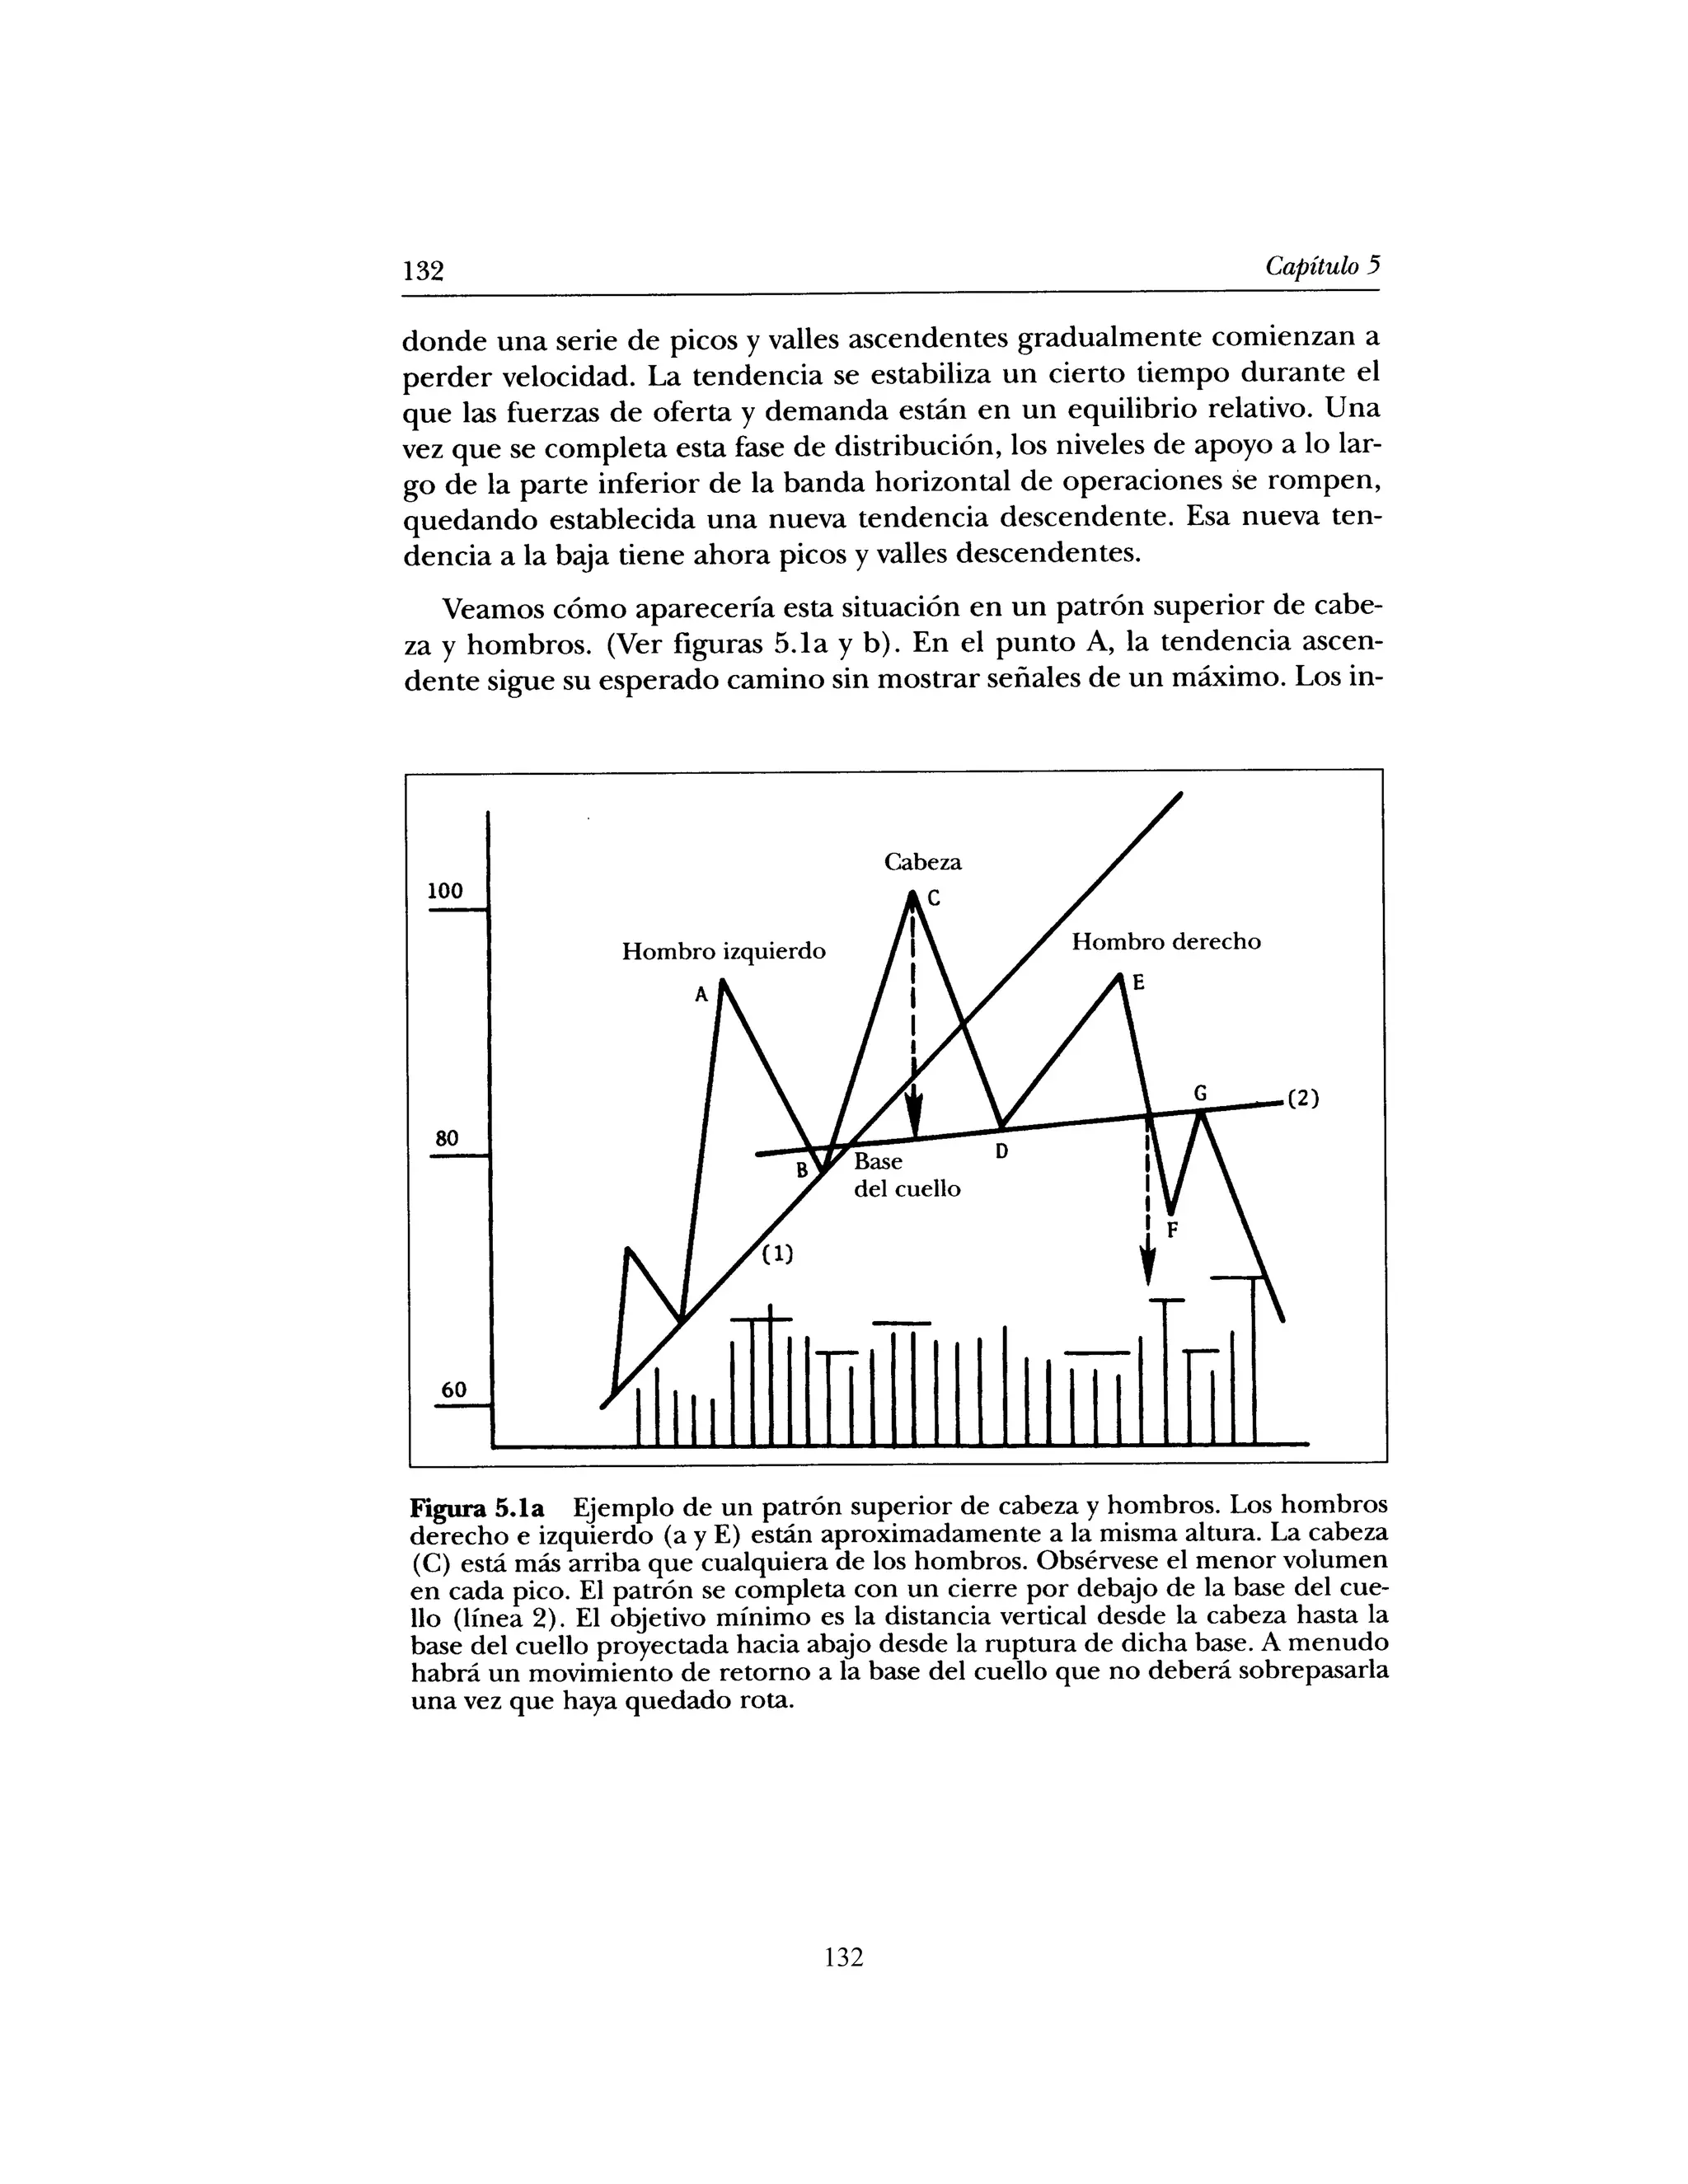 132 Capítulo 5
donde una serie de picos y valles ascendentes gradualmente comienzan a
perder velocidad. La tendencia se estabiliza un cierto tiempo durante el
que las fuerzas de oferta y demanda están en un equilibrio relativo. Una
vez que se completa esta fase de distribución, los niveles de apoyo a lo lar-
go de la parte inferior de la banda horizontal de operaciones se rompen,
quedando establecida una nueva tendencia descendente. Esa nueva ten-
dencia a la baja tiene ahora picos y valles descendentes.
Veamos cómo aparecería esta situación en un patrón superior de cabe-
za y hombros. (Ver figuras 5.1a y b). En el punto A, la tendencia ascen-
dente sigue su esperado camino sin mostrar señales de un máximo. Los in-
Cabeza
100
C
Hombro izquierdo
Hombro derecho
A
E
G
(2)
80
B
Base
D
del cuello
F
(1)
60
Figura 5.1a Ejemplo de un patrón superior de cabeza y hombros. Los hombros
derecho e izquierdo (a y E) están aproximadamente a la misma altura. La cabeza
(C) está más arriba que cualquiera de los hombros. Obsérvese el menor volumen
en cada pico. El patrón se completa con un cierre por debajo de la base del cue-
llo (línea 2). El objetivo mínimo es la distancia vertical desde la cabeza hasta la
base del cuello proyectada hacia abajo desde la ruptura de dicha base. A menudo
habrá un movimiento de retorno a la base del cuello que no deberá sobrepasarla
una vez que haya quedado rota.
132